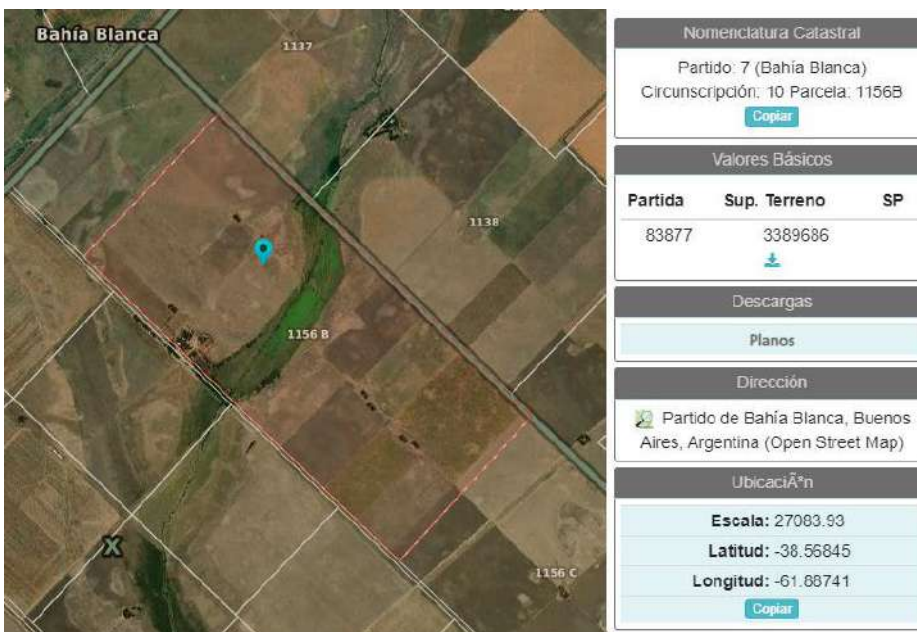 Bahía Blanca
1137
1138
1156 B
X
1156 C
Nomenclatura Catastral
Partido: 7 (Bahía Blanca)
Circunscripción: 10 Parcela: 1156B
Copiar
Valores Básicos
Partida Sup. Terreno SP
83877 3389686
Descargas
Planos
Dirección
Partido de Bahía Blanca, Buenos
Aires, Argentina (Open Street Map)
UbicaciÃ³n
Escala: 27083.93
Latitud: -38.56845
Longitud: -61.88741
Copiar